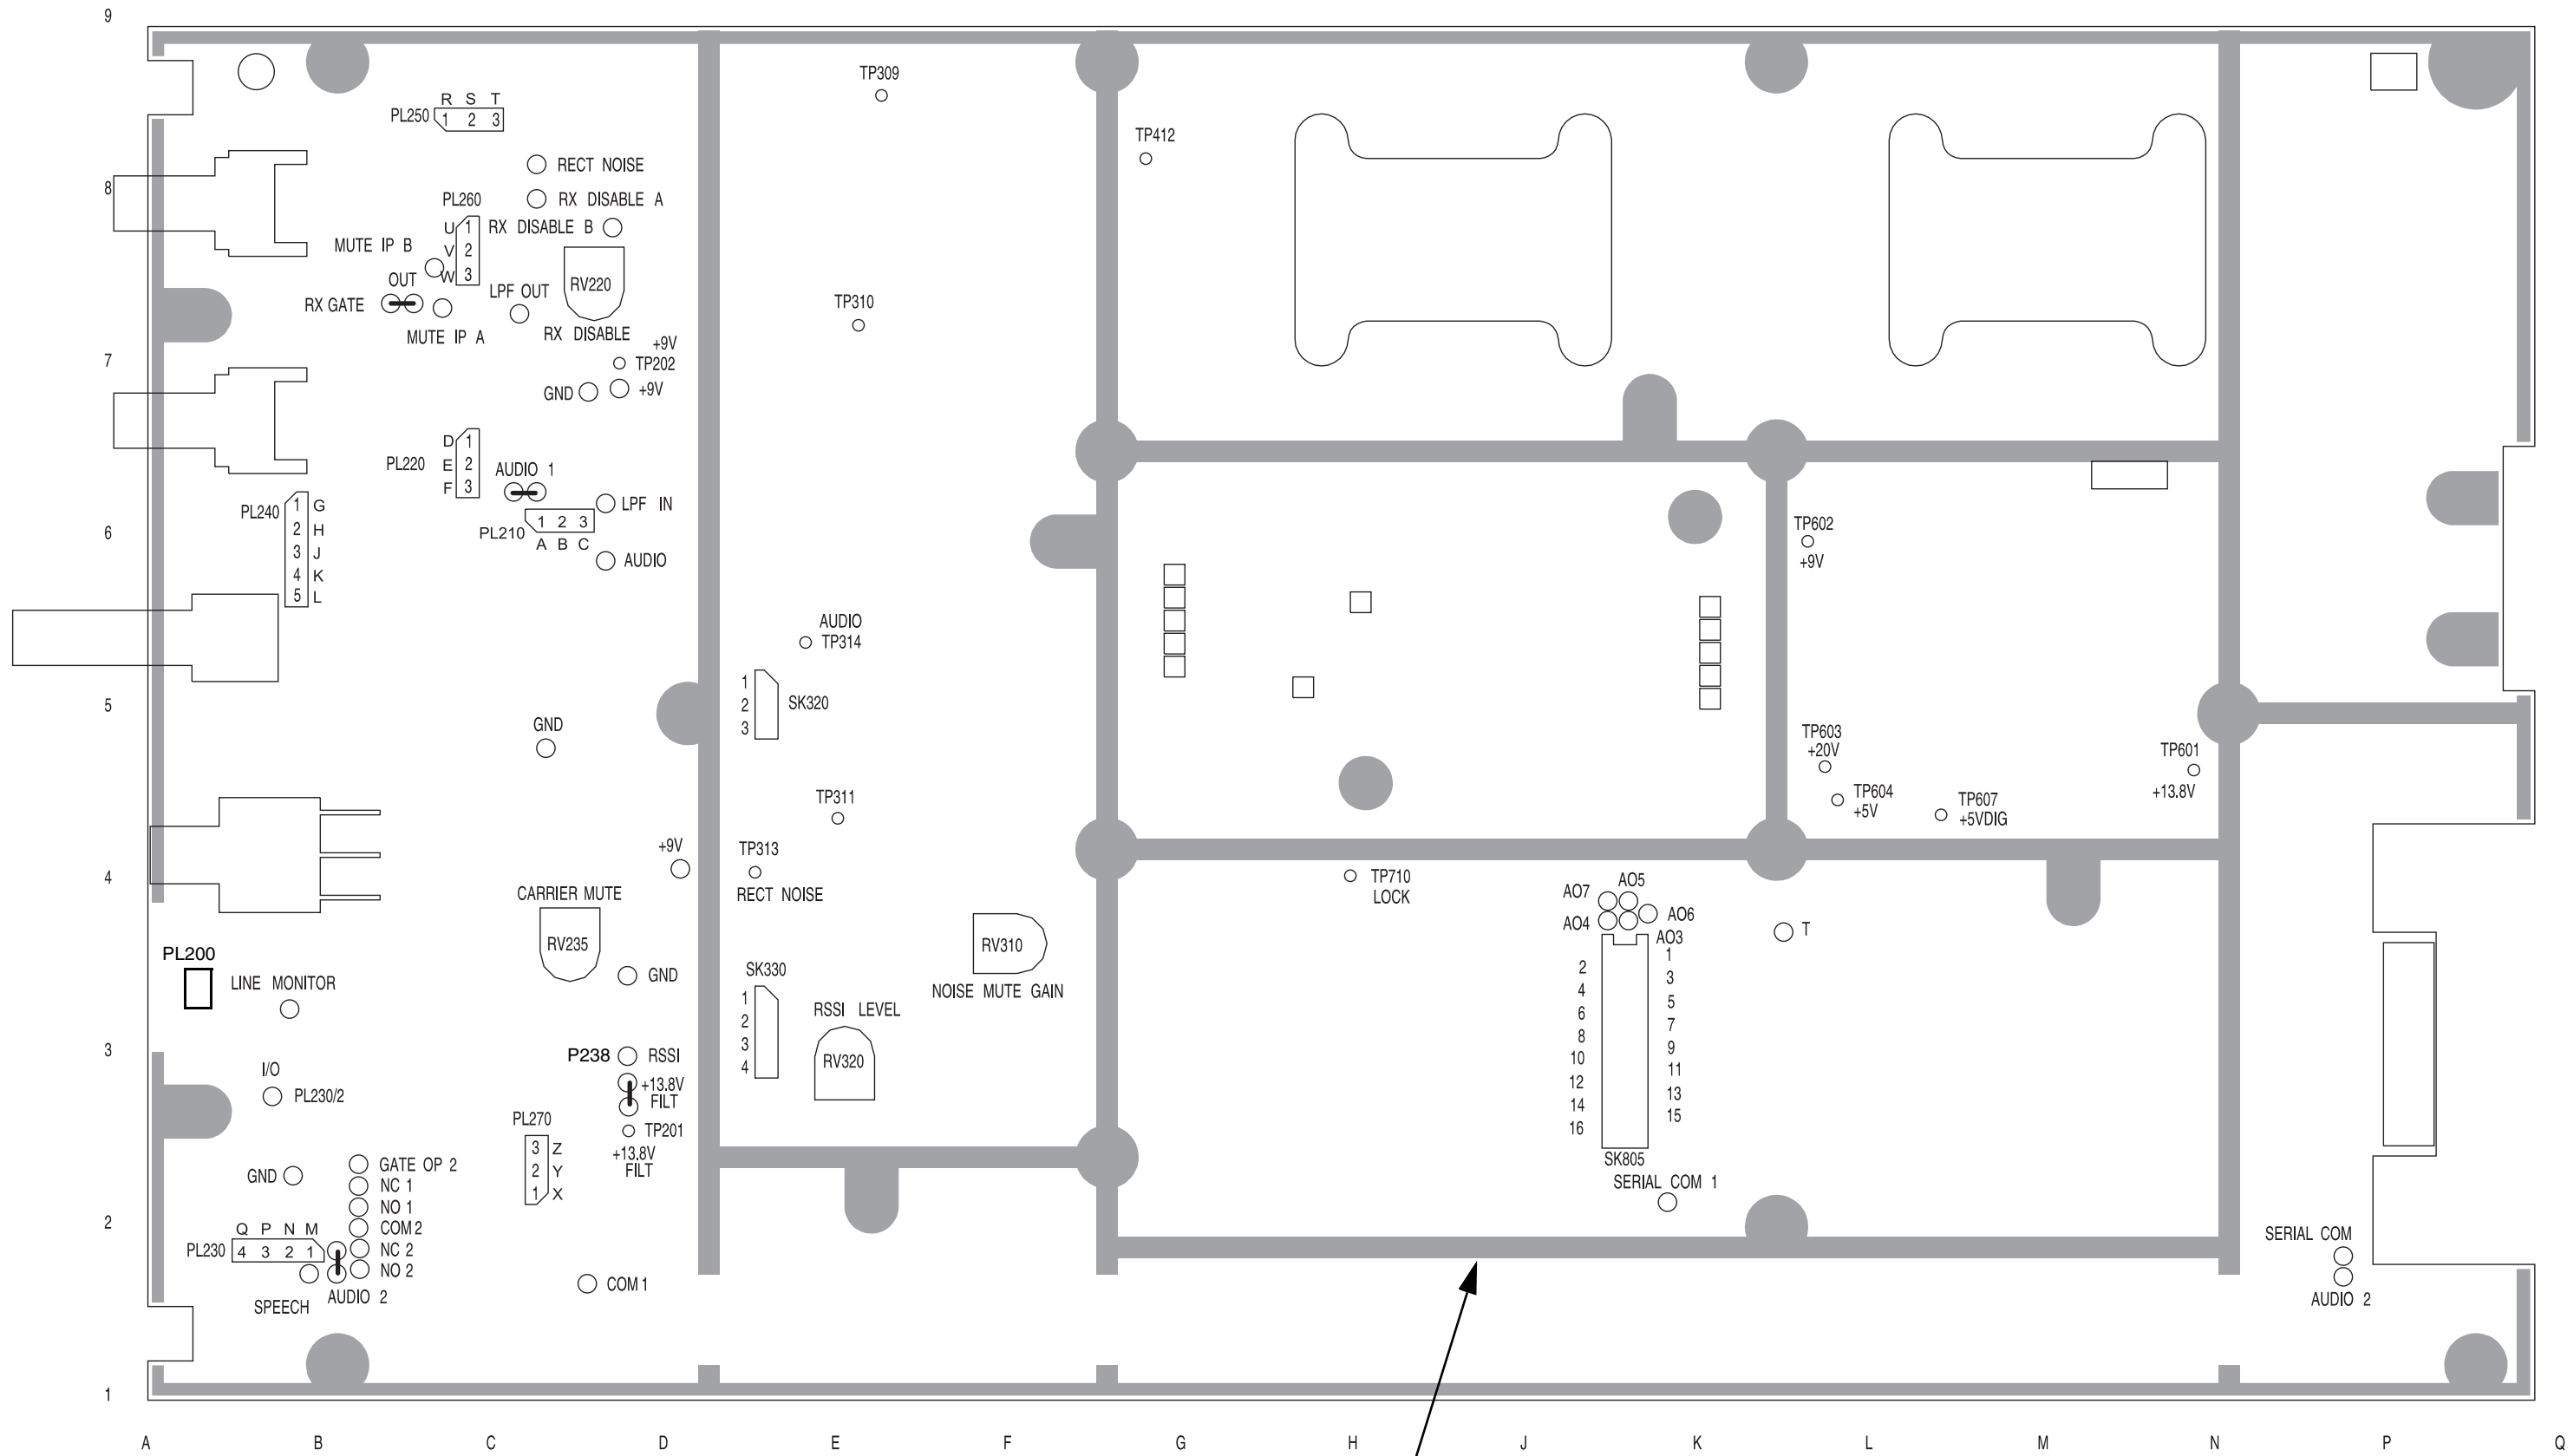 9
TP309
R S T
PL250
1 2 3
TP412
RECT NOISE
8
PL260
RX DISABLE A
U 1
RX DISABLE B
MUTE IP B
V 2
W 3
OUT
RV220
LPF OUT
TP310
RX GATE
MUTE IP A
RX DISABLE
+9V
7
TP202
GND
+9V
D 1
PL220
E 2
AUDIO 1
F 3
PL240
1 G
LPF IN
2 H
PL210
1 2 3
A B C
TP602
6
3 J
AUDIO
+9V
4 K
5 L
AUDIO
TP314
1
2
3
SK320
5
GND
TP603
+20V
TP601
TP604
+5V
+13.8V
TP607
+5VDIG
TP311
+9V
TP313
4
TP710
LOCK
RECT NOISE
CARRIER MUTE
AO5
AO7
AO6
AO4
AO3
T
RV235
RV310
PL200
LINE MONITOR
GND
SK330
NOISE MUTE GAIN
1
2
3
4
RSSI LEVEL
RV320
1
2
3
4
5
6
7
8
9
10
11
12
13
14
15
16
SK805
SERIAL COM 1
3
P238
RSSI
I/O
PL230/2
+13.8V
FILT
PL270
TP201
+13.8V
FILT
3 Z
2 Y
1 X
GATE OP 2
GND
NC 1
NO 1
2
Q P N M
COM2
PL230
4 3 2 1
NC 2
NO 2
SERIAL COM
COM1
AUDIO 2
SPEECH
AUDIO 2
1
A B C D E F G H J K L M N P Q